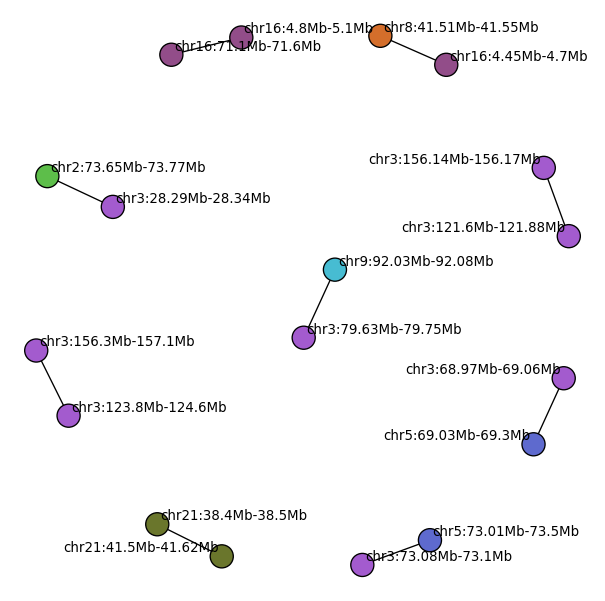 chr16:4.8Mb-5.1Mb
chr8:41.51Mb-41.55Mb
chr16:71.1Mb-71.6Mb
chr16:4.45Mb-4.7Mb
chr2:73.65Mb-73.77Mb
chr3:156.14Mb-156.17Mb
chr3:28.29Mb-28.34Mb
chr3:121.6Mb-121.88Mb
chr9:92.03Mb-92.08Mb
chr3:79.63Mb-79.75Mb
chr3:156.3Mb-157.1Mb
chr3:68.97Mb-69.06Mb
chr3:123.8Mb-124.6Mb
chr5:69.03Mb-69.3Mb
chr21:38.4Mb-38.5Mb
chr5:73.01Mb-73.5Mb
chr21:41.5Mb-41.62Mb
chr3:73.08Mb-73.1Mb